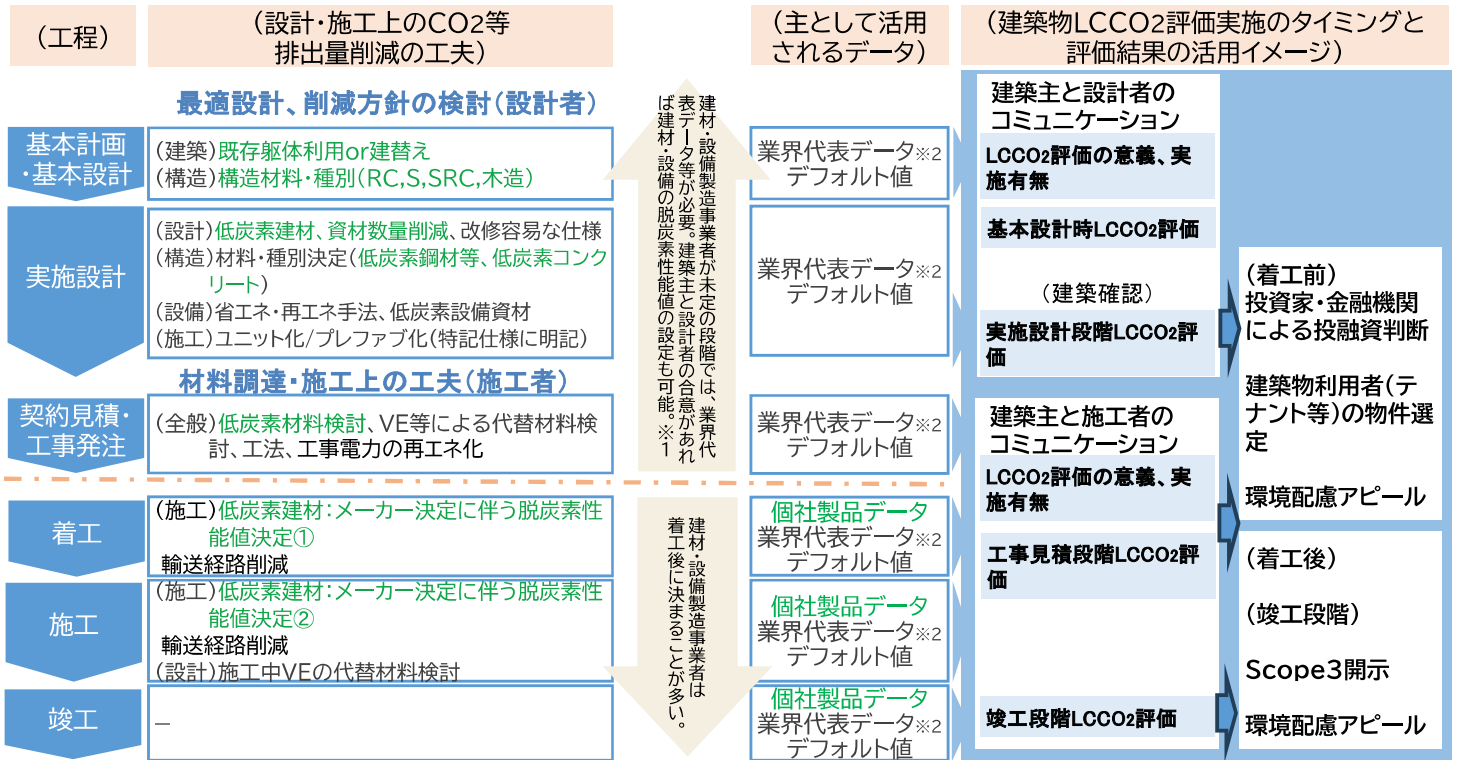 （工程）
（設計・施工上のCO2等
排出量削減の工夫）
（主として活用
されるデータ）
（建築物LCCO2評価実施のタイミングと
評価結果の活用イメージ）
最適設計、削減方針の検討（設計者）
基本計画
・基本設計
（建築）既存躯体利用or建替え
（構造）構造材料・種別（RC,S,SRC,木造）
業界代表データ※2
デフォルト値
実施設計
（設計）低炭素建材、資材数量削減、改修容易な仕様
（構造）材料・種別決定（低炭素鋼材等、低炭素コンク
リート）
（設備）省エネ・再エネ手法、低炭素設備資材
（施工）ユニット化/プレファブ化（特記仕様に明記）
業界代表データ※2
デフォルト値
材料調達・施工上の工夫（施工者）
契約見積・
工事発注
（全般）低炭素材料検討、VE等による代替材料検
討、工法、工事電力の再エネ化
業界代表データ※2
デフォルト値
建材・設備製造事業者が未定の段階では、業界代
表データ等が必要。建築主と設計者の合意があれ
ば建材・設備の脱炭素性能値の設定も可能。※1
着工
（施工）低炭素建材：メーカー決定に伴う脱炭素性
能値決定①
輸送経路削減
個社製品データ
業界代表データ※2
デフォルト値
施工
（施工）低炭素建材：メーカー決定に伴う脱炭素性
能値決定②
輸送経路削減
（設計）施工中VEの代替材料検討
個社製品データ
業界代表データ※2
デフォルト値
竣工
－
個社製品データ
業界代表データ※2
デフォルト値
建材・設備製造事業者は
着工後に決まることが多い。
建築主と設計者の
コミュニケーション
LCCO2評価の意義、実
施有無
基本設計時LCCO2評価
（建築確認）
実施設計段階LCCO2評
価
建築主と施工者の
コミュニケーション
LCCO2評価の意義、実
施有無
工事見積段階LCCO2評
価
竣工段階LCCO2評価
（着工前）
投資家・金融機関
による投融資判断
建築物利用者（テ
ナント等）の物件選
定
環境配慮アピール
（着工後）
（竣工段階）
Scope3開示
環境配慮アピール